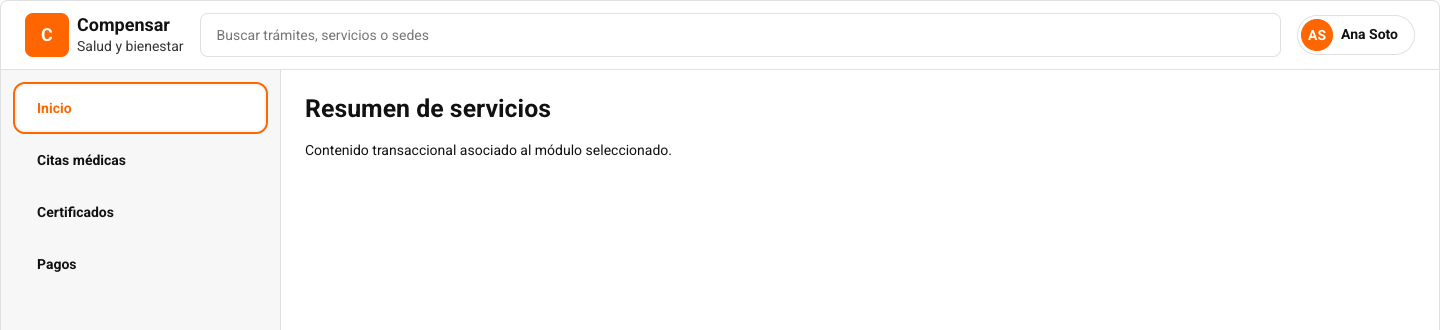 C
Compensar
Salud y bienestar
Buscar trámites, servicios o sedes
AS
Ana Soto
Inicio
Citas médicas
Certificados
Pagos
Resumen de servicios
Contenido transaccional asociado al módulo seleccionado.